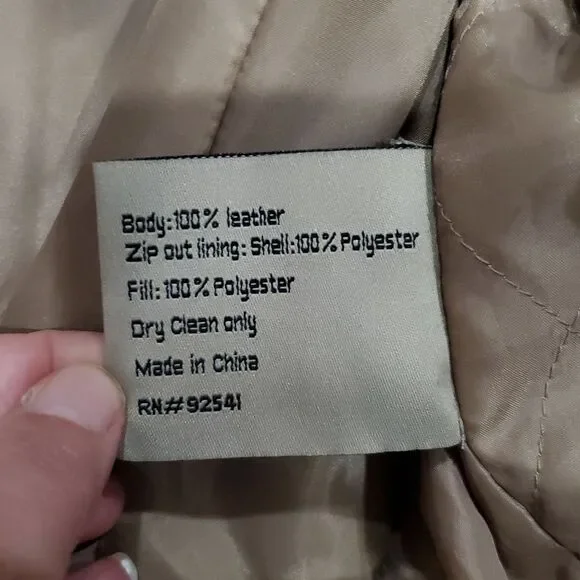 Body:100% leather
Zip out lining: Shell:100% Polyester
Fill: 100% Polyester
Dry Clean only
Made in China
RN#92541